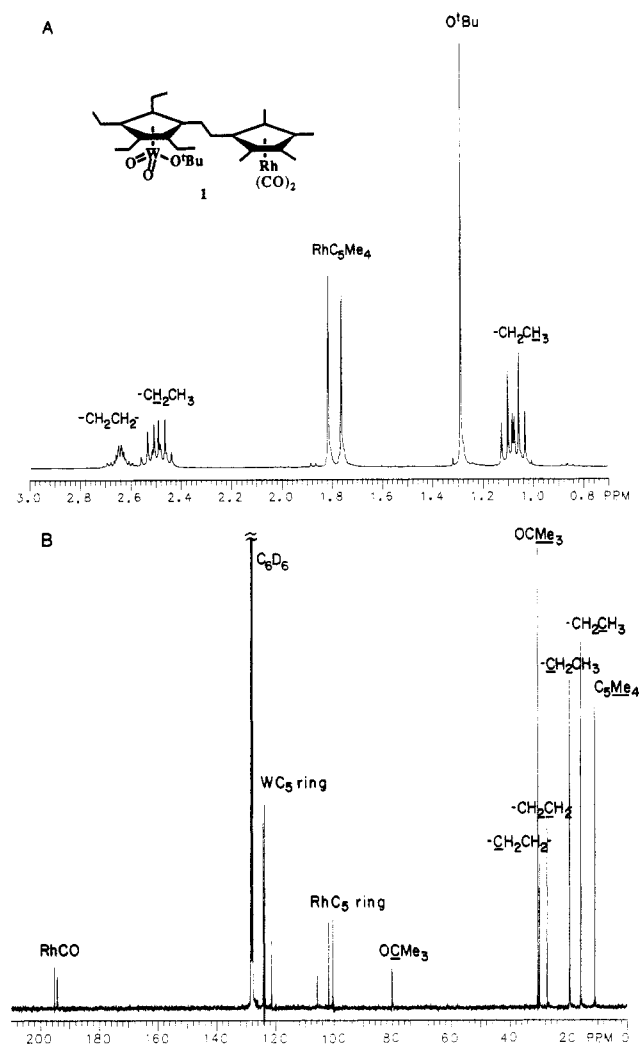 A
OᵗBu
O
W
OᵗBu
O
Rh
(CO)₂
1
RhC₅Me₄
-CH₂CH₃
-CH₂CH₃
-CH₂CH₂-
3.0 2.8 2.6 2.4 2.2 2.0 1.8 1.6 1.4 1.2 1.0 0.8 PPM
B
OCMe₃
C₆D₆
-CH₂CH₃
-CH₂CH₃
C₅Me₄
WC₅ ring
-CH₂CH₂-
-CH₂CH₂-
RhC₅ ring
RhCO
OCMe₃
200 180 160 140 120 100 80 60 40 20 PPM 0